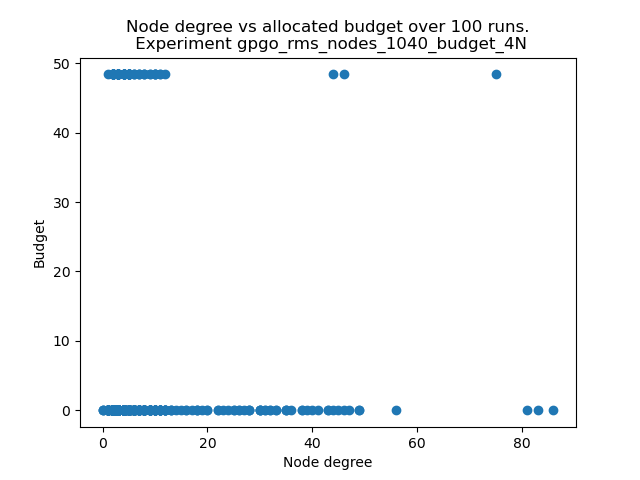 Node degree vs allocated budget over 100 runs.
Experiment gpgo_rms_nodes_1040_budget_4N
50
40
30
20
10
0
Budget
0 20 40 60 80
Node degree